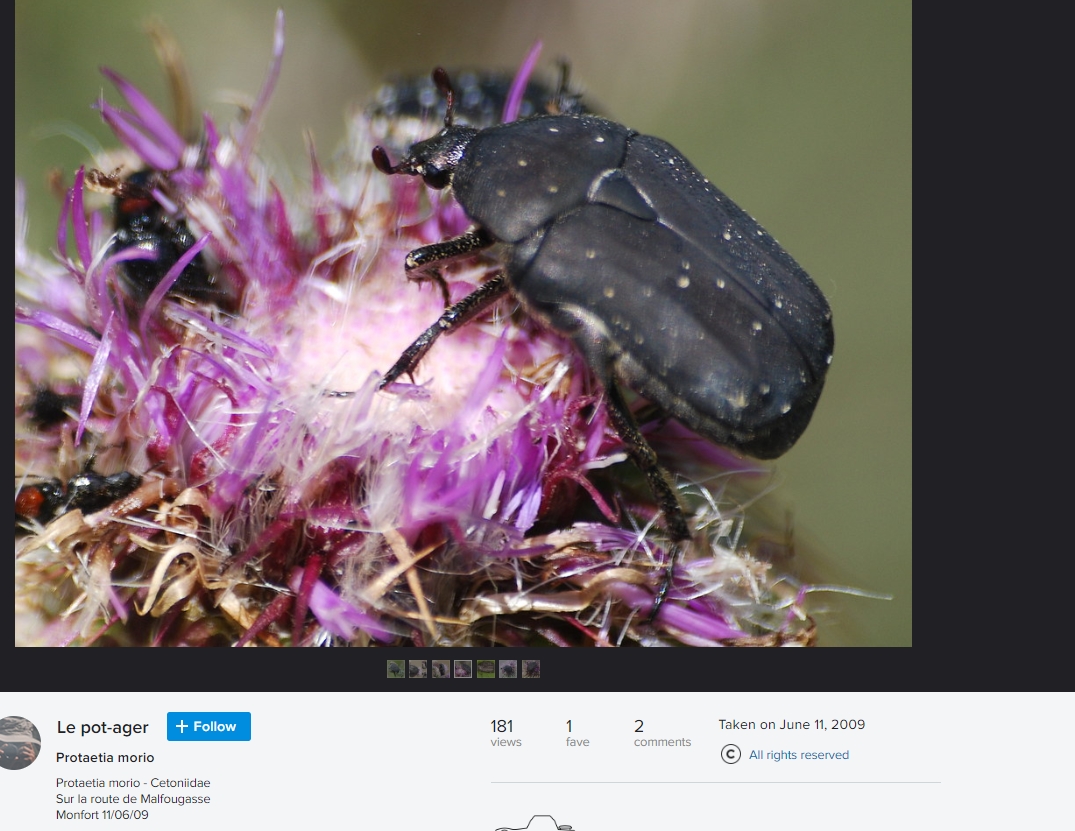 Le pot-ager
+ Follow
Protaetia morio
Protaetia morio - Cetoniidae
Sur la route de Malfougasse
Monfort 11/06/09
181
views
1
fave
2
comments
Taken on June 11, 2009
© All rights reserved